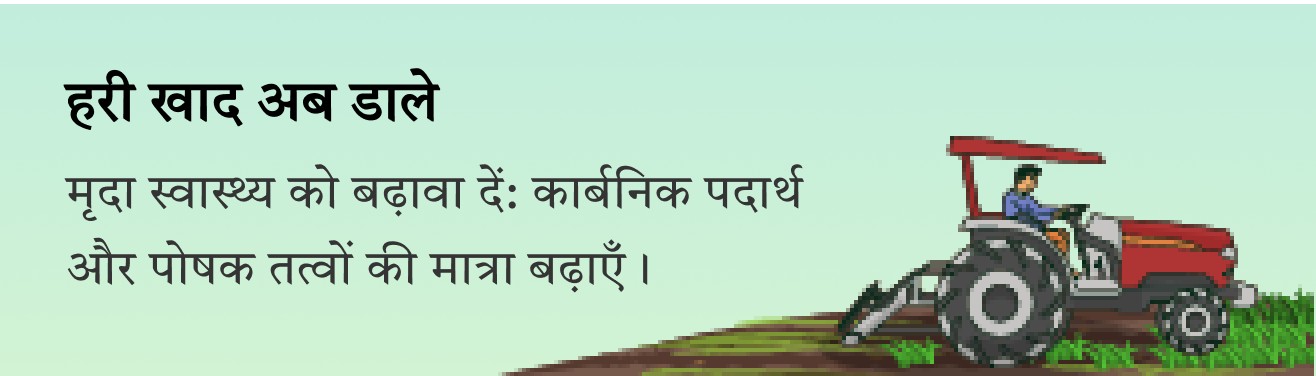 हरी खाद अब डाले
मृदा स्वास्थ्य को बढ़ावा दें: कार्बनिक पदार्थ
और पोषक तत्वों की मात्रा बढ़ाएँ।